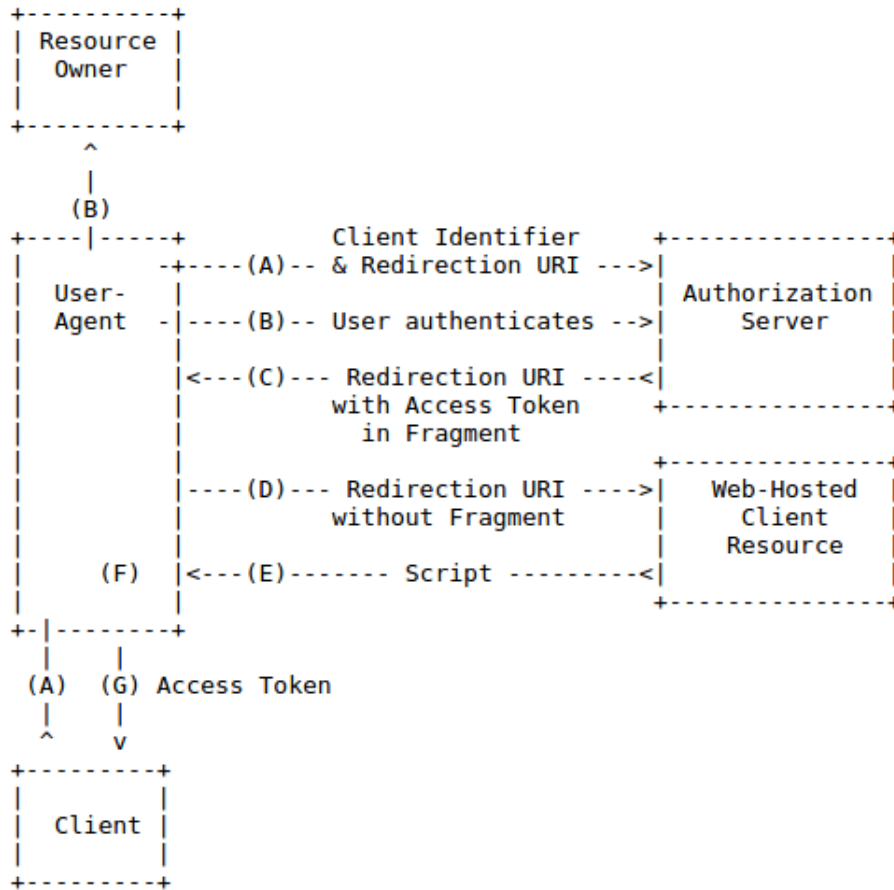 +----------+
| Resource |
|  Owner   |
|          |
+----------+
     ^
     |
    (B)
+----|-----+          Client Identifier     +---------------+
|         -+----(A)-- & Redirection URI --->|               |
|  User-   |                                | Authorization |
|  Agent  -|----(B)-- User authenticates -->|     Server    |
|          |                                |               |
|          |<---(C)--- Redirection URI ----<|               |
|          |          with Access Token     +---------------+
|          |            in Fragment
|          |                                +---------------+
|          |----(D)--- Redirection URI ---->|   Web-Hosted  |
|          |          without Fragment      |     Client    |
|          |                                |    Resource   |
|     (F)  |<---(E)------- Script ---------<|               |
|          |                                +---------------+
+-|--------+
  |    |
 (A)  (G) Access Token
  |    |
  ^    v
+---------+
|         |
|  Client |
|         |
+---------+